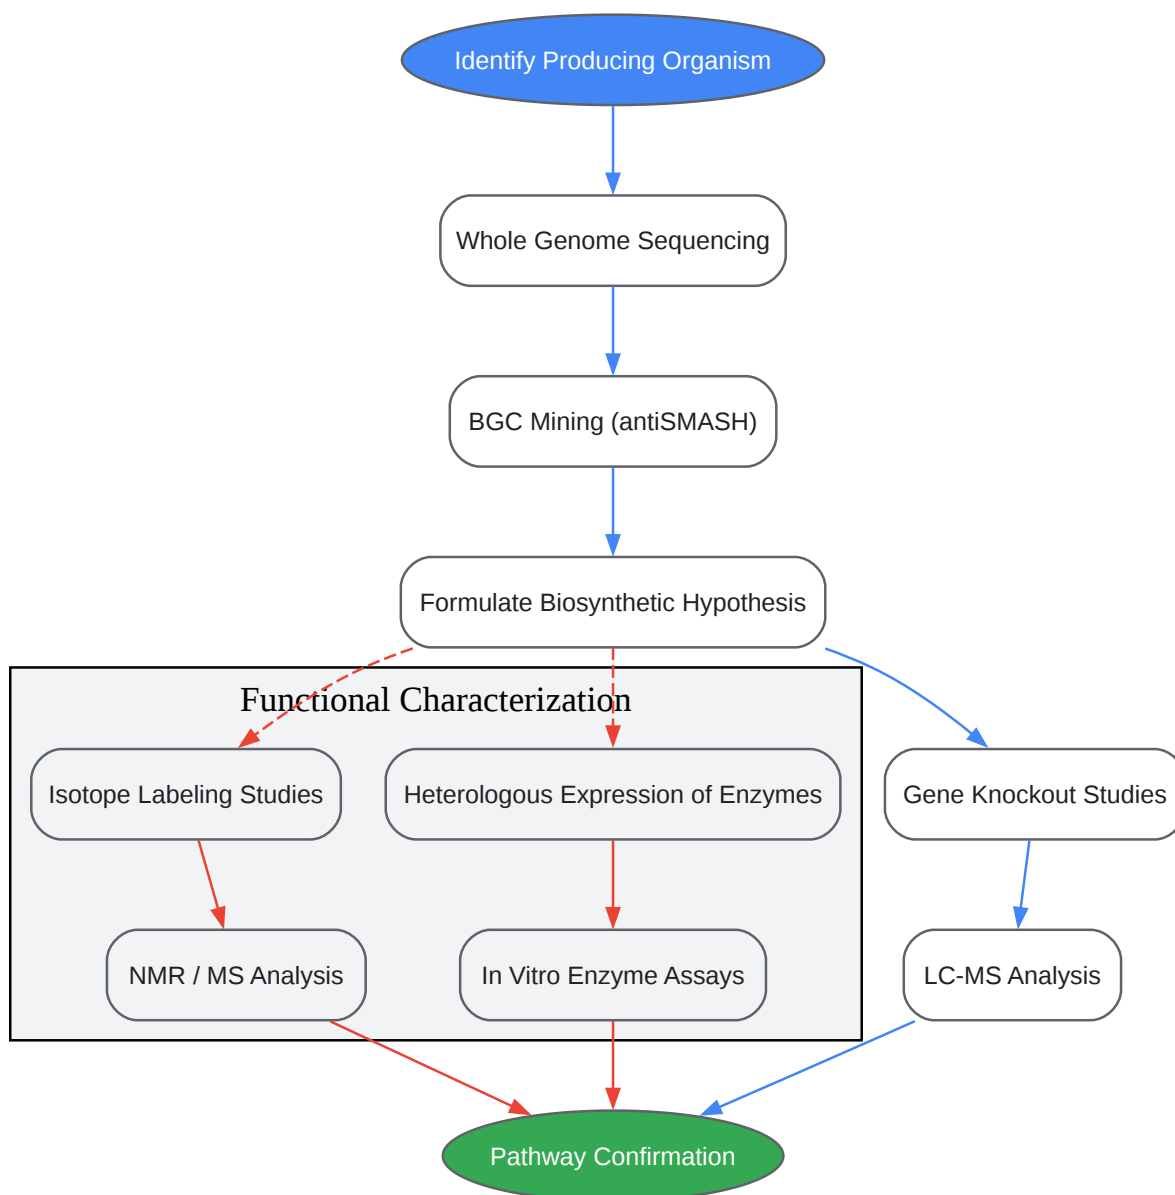 Identify Producing Organism
Whole Genome Sequencing
BGC Mining (antiSMASH)
Formulate Biosynthetic Hypothesis
Functional Characterization
Isotope Labeling Studies
Heterologous Expression of Enzymes
Gene Knockout Studies
NMR / MS Analysis
In Vitro Enzyme Assays
LC-MS Analysis
Pathway Confirmation